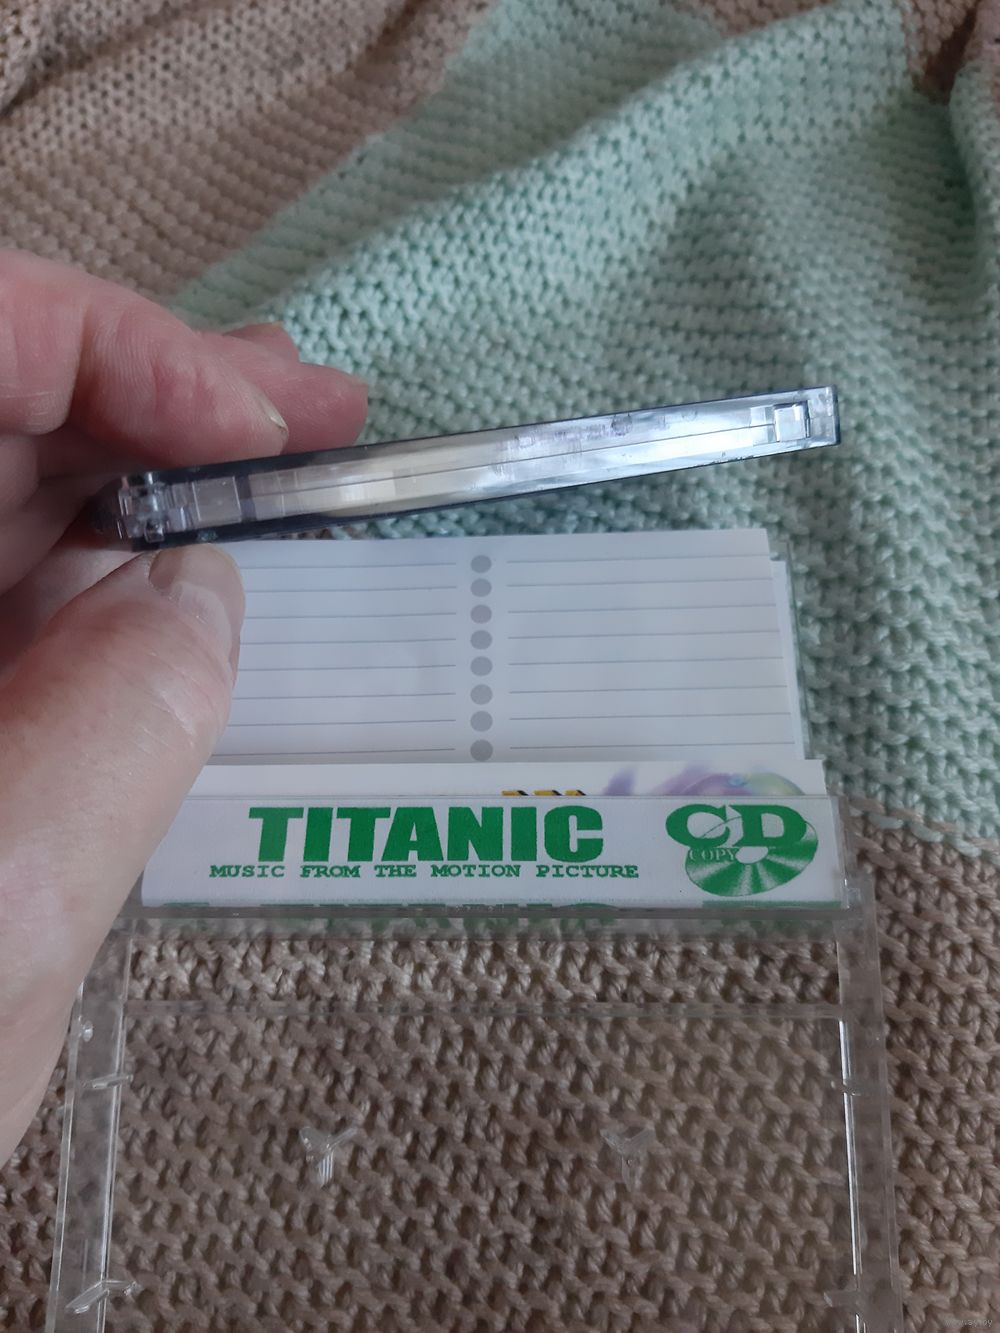 TITANIC
MUSIC FROM THE MOTION PICTURE
CD
COPY